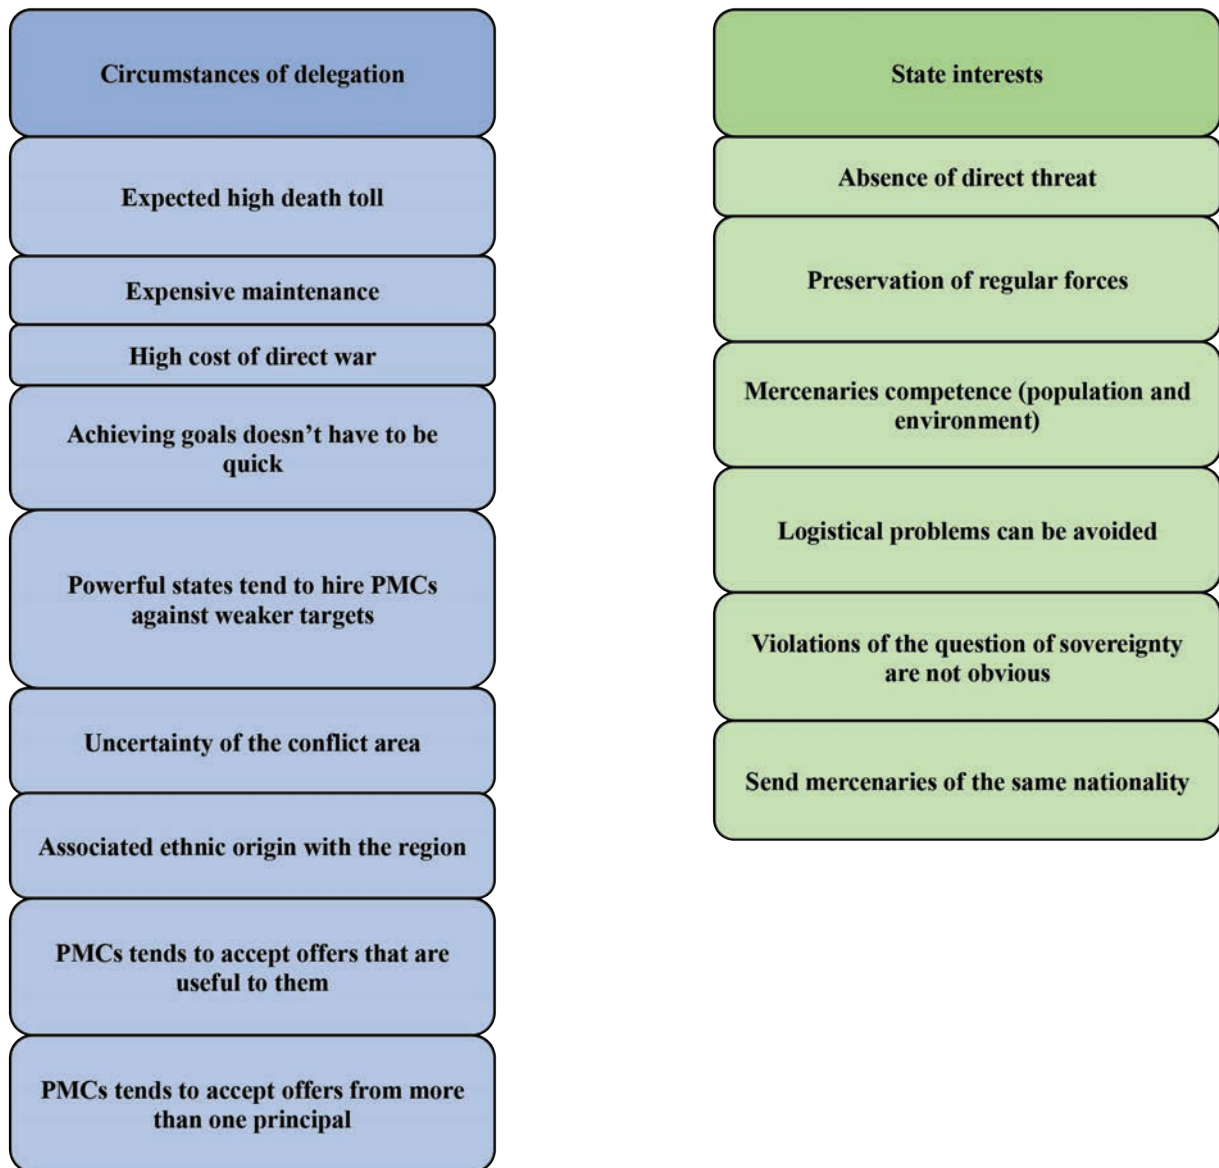 Circumstances of delegation
Expected high death toll
Expensive maintenance
High cost of direct war
Achieving goals doesn't have to be
quick
Powerful states tend to hire PMCs
against weaker targets
Uncertainty of the conflict area
Associated ethnic origin with the region
PMCs tends to accept offers that are
useful to them
PMCs tends to accept offers from more
than one principal
State interests
Absence of direct threat
Preservation of regular forces
Mercenaries competence (population and
environment)
Logistical problems can be avoided
Violations of the question of sovereignty
are not obvious
Send mercenaries of the same nationality